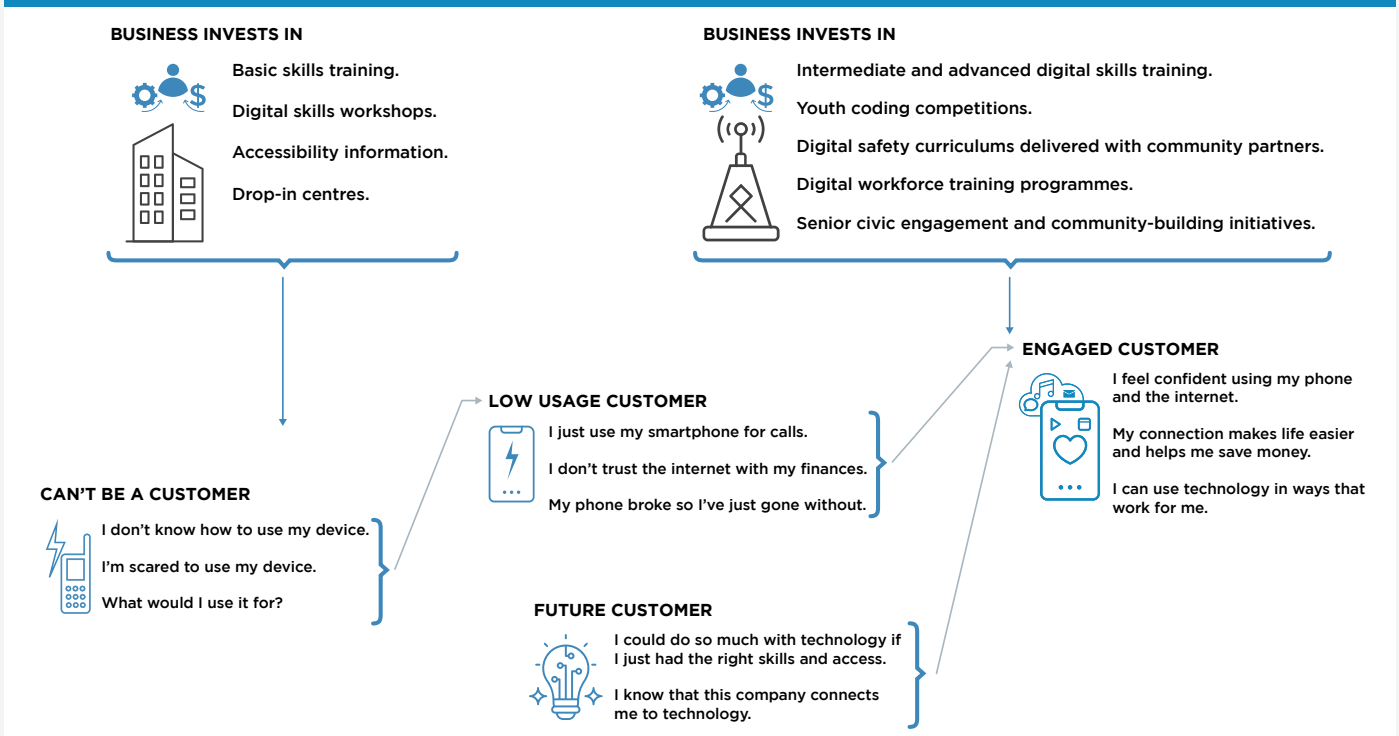 BUSINESS INVESTS IN
Basic skills training.
Digital skills workshops.
Accessibility information.
Drop-in centres.
BUSINESS INVESTS IN
Intermediate and advanced digital skills training.
Youth coding competitions.
Digital safety curriculums delivered with community partners.
Digital workforce training programmes.
Senior civic engagement and community-building initiatives.
CAN'T BE A CUSTOMER
I don't know how to use my device.
I'm scared to use my device.
What would I use it for?
LOW USAGE CUSTOMER
I just use my smartphone for calls.
I don't trust the internet with my finances.
My phone broke so I've just gone without.
FUTURE CUSTOMER
I could do so much with technology if
I just had the right skills and access.
I know that this company connects
me to technology.
ENGAGED CUSTOMER
I feel confident using my phone
and the internet.
My connection makes life easier
and helps me save money.
I can use technology in ways that
work for me.